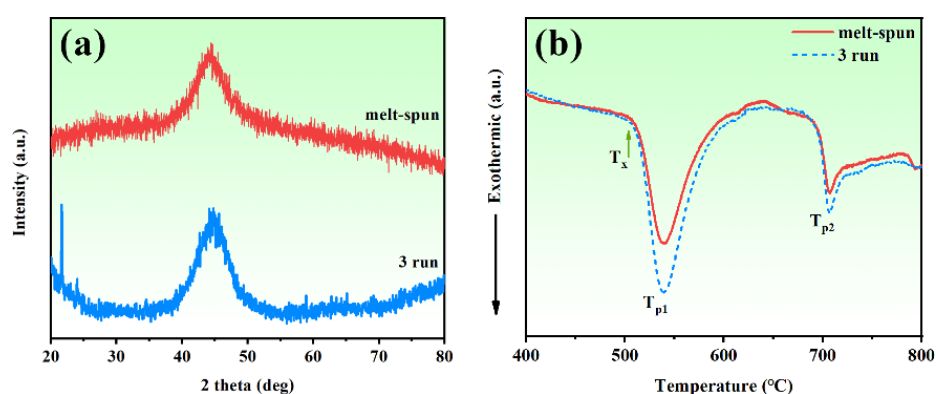 (a)
melt-spun
3 run
Intensity (a.u.)
20 30 40 50 60 70 80
2 theta (deg)
(b)
melt-spun
3 run
Exothermic (a.u.)
Tx
Tp1
Tp2
400 500 600 700 800
Temperature (°C)